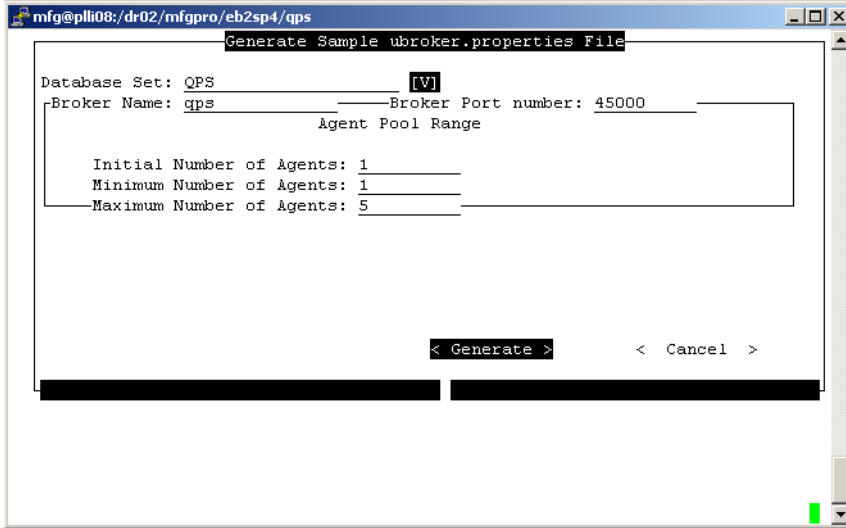 mfg@plli08:/dr02/mfgpro/eb2sp4/qps
Generate Sample ubroker.properties File
Database Set: QPS [V]
Broker Name: qps Broker Port number: 45000
Agent Pool Range
Initial Number of Agents: 1
Minimum Number of Agents: 1
Maximum Number of Agents: 5
< Generate > < Cancel >